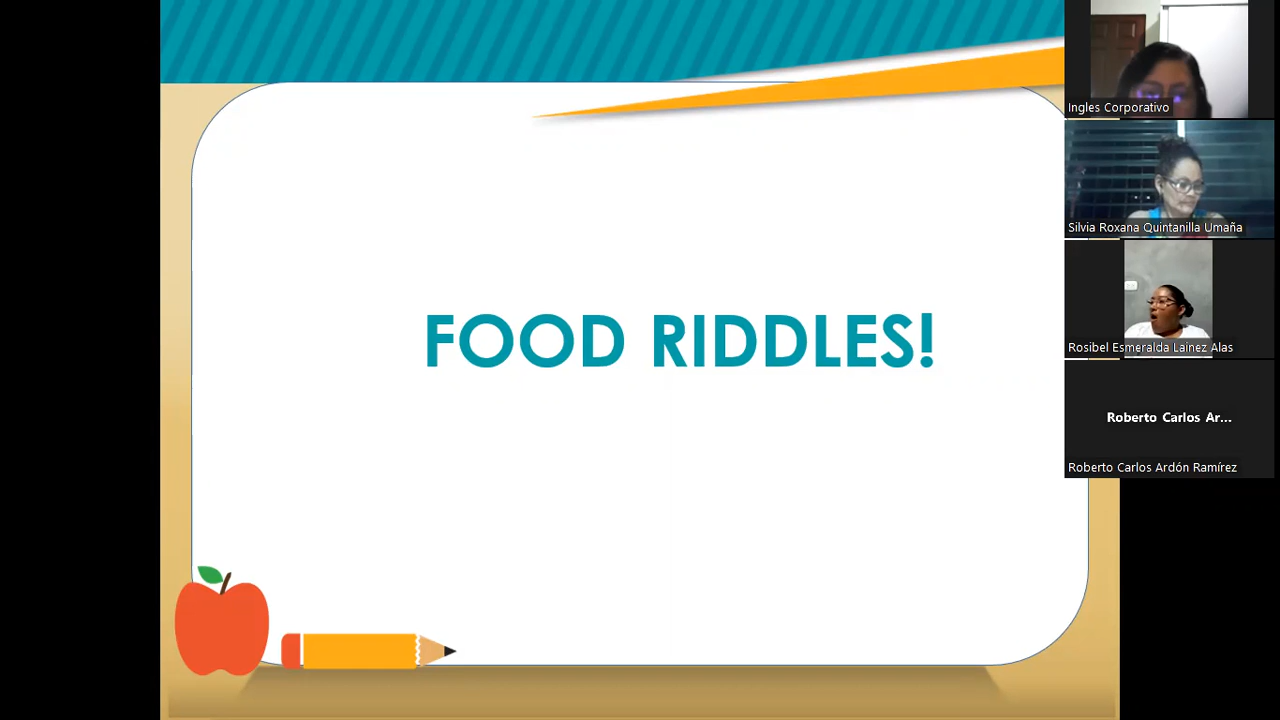 FOOD RIDDLES!
Ingles Corporativo
Silvia Roxana Quintanilla Umaña
Rosibel Esmeralda Lainez Alas
Roberto Carlos Ar...
Roberto Carlos Ardón Ramírez